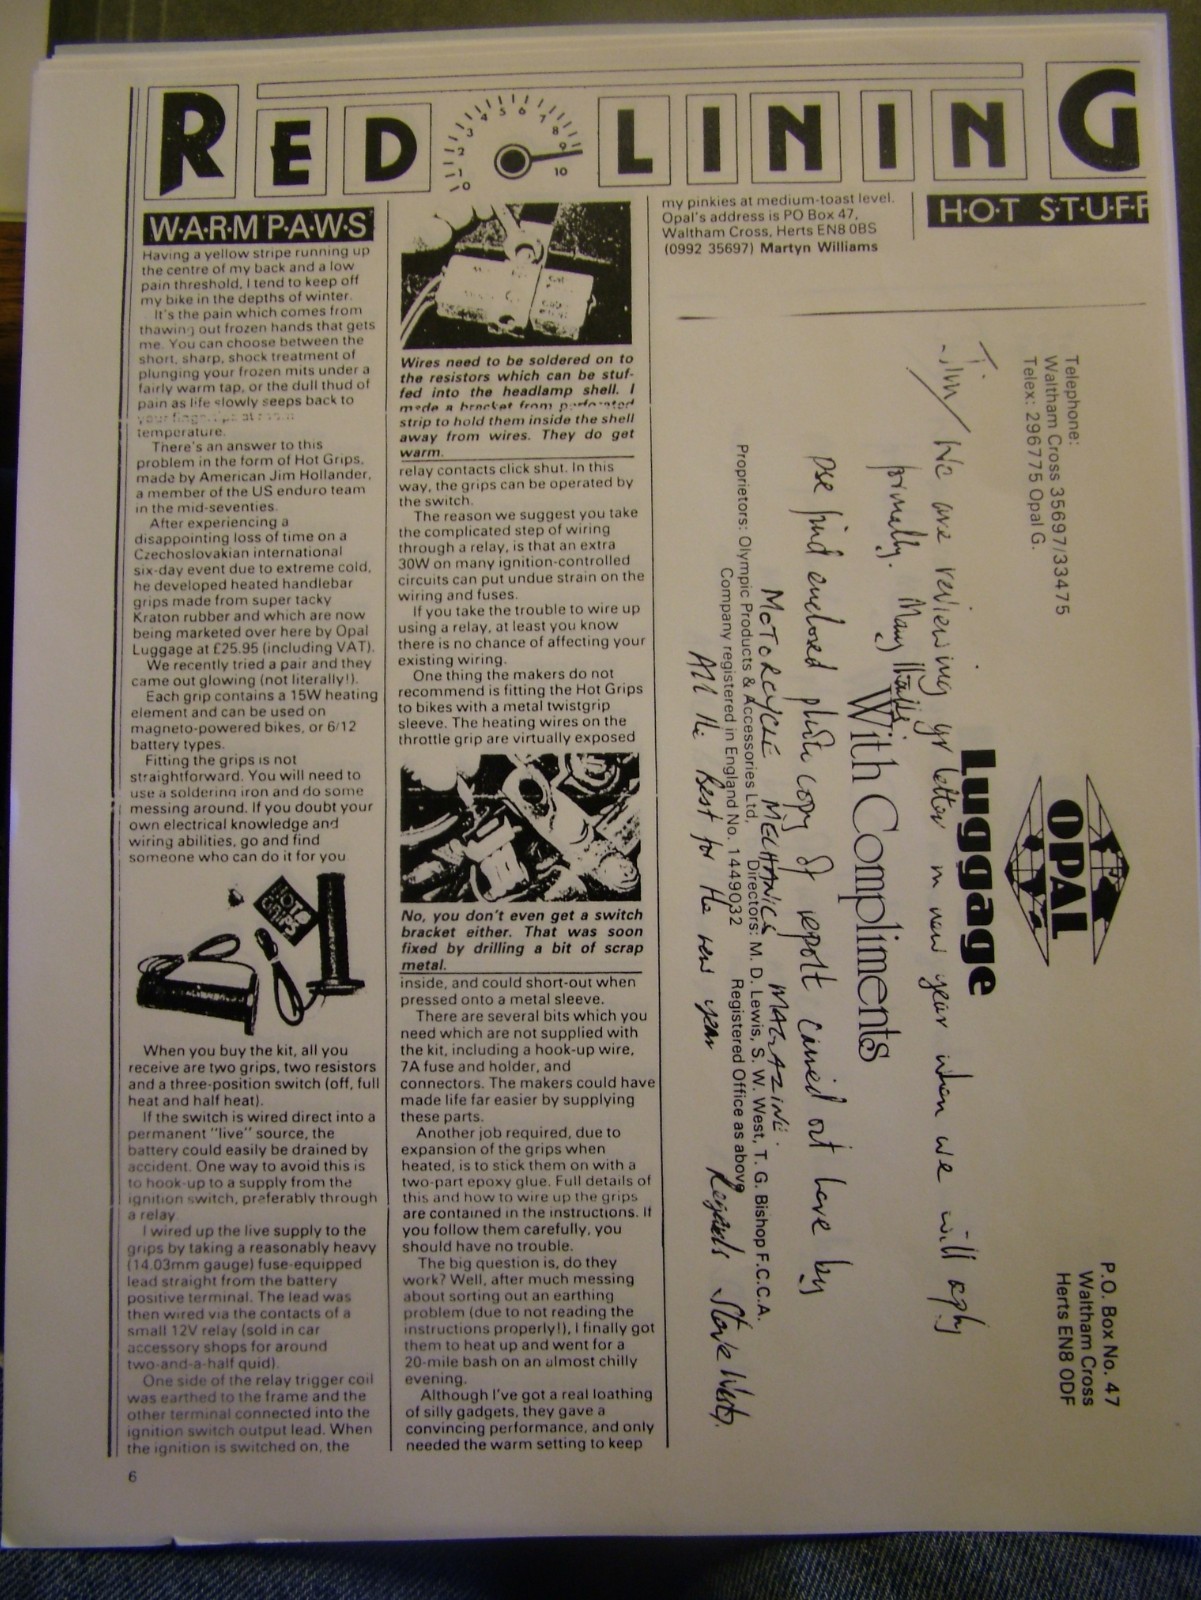 RED LINING
0 1 2 3 4 5 6 7 8 9 10
W·A·R·M P·A·W·S
Having a yellow stripe running up
the centre of my back and a low
pain threshold, I tend to keep off
my bike in the depths of winter.
It's the pain which comes from
thawing out frozen hands that gets
me. You can choose between the
short, sharp, shock treatment of
plunging your frozen mits under a
fairly warm tap, or the dull thud of
pain as life slowly seeps back to
your fingertips at room
temperature.
There's an answer to this
problem in the form of Hot Grips,
made by American Jim Hollander,
a member of the US enduro team
in the mid-seventies.
After experiencing a
disappointing loss of time on a
Czechoslovakian international
six-day event due to extreme cold,
he developed heated handlebar
grips made from super tacky
Kraton rubber and which are now
being marketed over here by Opal
Luggage at £25.95 (including VAT).
We recently tried a pair and they
came out glowing (not literally!).
Each grip contains a 15W heating
element and can be used on
magneto-powered bikes, or 6/12
battery types.
Fitting the grips is not
straightforward. You will need to
use a soldering iron and do some
messing around. If you doubt your
own electrical knowledge and
wiring abilities, go and find
someone who can do it for you
HOT GRIPS
When you buy the kit, all you
receive are two grips, two resistors
and a three-position switch (off, full
heat and half heat).
If the switch is wired direct into a
permanent "live" source, the
battery could easily be drained by
accident. One way to avoid this is
to hook-up to a supply from the
ignition switch, preferably through
a relay.
I wired up the live supply to the
grips by taking a reasonably heavy
(14.03mm gauge) fuse-equipped
lead straight from the battery
positive terminal. The lead was
then wired via the contacts of a
small 12V relay (sold in car
accessory shops for around
two-and-a-half quid).
One side of the relay trigger coil
was earthed to the frame and the
other terminal connected into the
ignition switch output lead. When
the ignition is switched on, the
6
Wires need to be soldered on to
the resistors which can be stuf-
fed into the headlamp shell. I
made a bracket from perforated
strip to hold them inside the shell
away from wires. They do get
warm.
relay contacts click shut. In this
way, the grips can be operated by
the switch.
The reason we suggest you take
the complicated step of wiring
through a relay, is that an extra
30W on many ignition-controlled
circuits can put undue strain on the
wiring and fuses.
If you take the trouble to wire up
using a relay, at least you know
there is no chance of affecting your
existing wiring.
One thing the makers do not
recommend is fitting the Hot Grips
to bikes with a metal twistgrip
sleeve. The heating wires on the
throttle grip are virtually exposed
No, you don't even get a switch
bracket either. That was soon
fixed by drilling a bit of scrap
metal.
inside, and could short-out when
pressed onto a metal sleeve.
There are several bits which you
need which are not supplied with
the kit, including a hook-up wire,
7A fuse and holder, and
connectors. The makers could have
made life far easier by supplying
these parts.
Another job required, due to
expansion of the grips when
heated, is to stick them on with a
two-part epoxy glue. Full details of
this and how to wire up the grips
are contained in the instructions. If
you follow them carefully, you
should have no trouble.
The big question is, do they
work? Well, after much messing
about sorting out an earthing
problem (due to not reading the
instructions properly!), I finally got
them to heat up and went for a
20-mile bash on an almost chilly
evening.
Although I've got a real loathing
of silly gadgets, they gave a
convincing performance, and only
needed the warm setting to keep
my pinkies at medium-toast level.
Opal's address is PO Box 47,
Waltham Cross, Herts EN8 0BS
(0992 35697) Martyn Williams
H·O·T S·T·U·F·F
OPAL
Luggage
Telephone:
Waltham Cross 35697/33475
Telex: 296775 Opal G.
P.O. Box No. 47
Waltham Cross
Herts EN8 0DF
We are reviewing yr letter in new year when we will reply
formally. Many thanks
With Compliments
Pse find enclosed photo copy of report carried out have by
MOTORCYCLE MECHANICS MAGAZINE.
Proprietors: Olympic Products & Accessories Ltd, Directors: M. D. Lewis, S. W. West, T. G. Bishop F.C.C.A.
Company registered in England No. 1449032 Registered Office as above
All the Best for the new year
Regards Steve West.